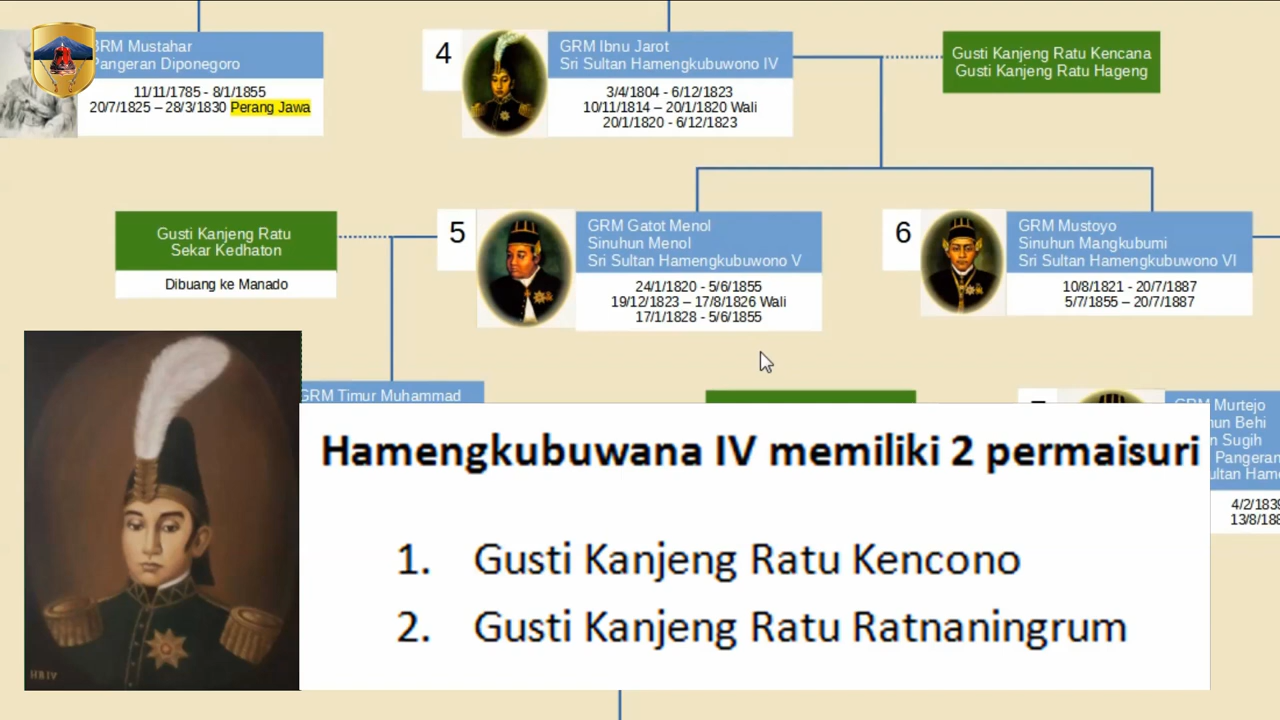 GRM Mustahar
Pangeran Diponegoro
11/11/1785 - 8/1/1855
20/7/1825 – 28/3/1830 Perang Jawa
4
GRM Ibnu Jarot
Sri Sultan Hamengkubuwono IV
3/4/1804 - 6/12/1823
10/11/1814 – 20/1/1820 Wali
20/1/1820 - 6/12/1823
Gusti Kanjeng Ratu Kencana
Gusti Kanjeng Ratu Hageng
Gusti Kanjeng Ratu
Sekar Kedhaton
Dibuang ke Manado
5
GRM Gatot Menol
Sinuhun Menol
Sri Sultan Hamengkubuwono V
24/1/1820 - 5/6/1855
19/12/1823 – 17/8/1826 Wali
17/1/1828 - 5/6/1855
6
GRM Mustoyo
Sinuhun Mangkubumi
Sri Sultan Hamengkubuwono VI
10/8/1821 - 20/7/1887
5/7/1855 – 20/7/1887
GRM Timur Muhammad
GRM Murtejo
Behi
Sugih
Pangeran
4/2/1839
Hamengkubuwana IV memiliki 2 permaisuri
1. Gusti Kanjeng Ratu Kencono
2. Gusti Kanjeng Ratu Ratnaningrum
HB IV